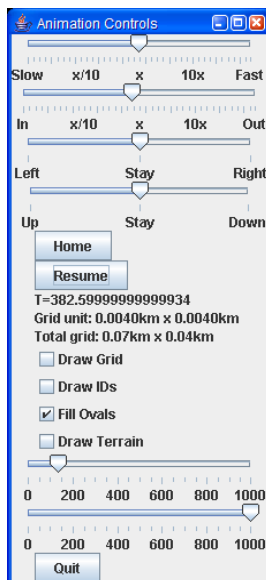 Animation Controls
Slow x/10 x 10x Fast
In x/10 x 10x Out
Left Stay Right
Up Stay Down
Home
Resume
T=382.59999999999934
Grid unit: 0.0040km x 0.0040km
Total grid: 0.07km x 0.04km
Draw Grid
Draw IDs
Fill Ovals
Draw Terrain
0 200 400 600 800 1000
0 200 400 600 800 1000
Quit